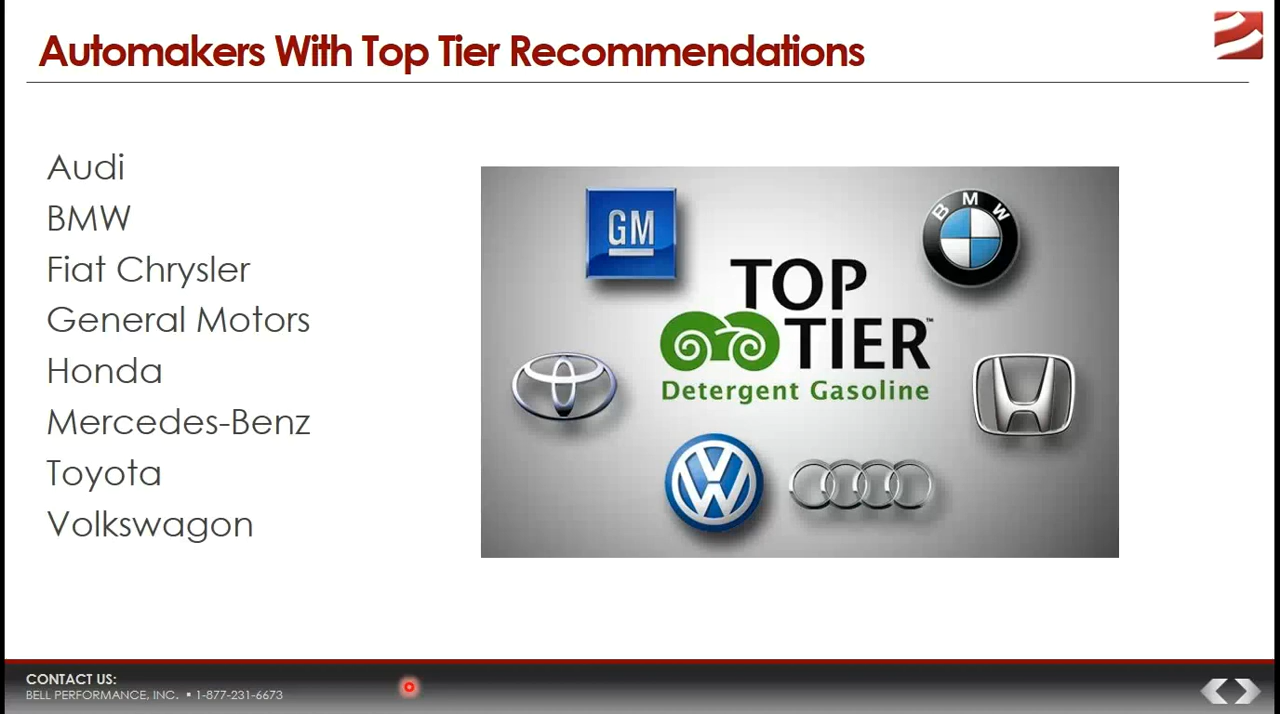 Automakers With Top Tier Recommendations
Audi
BMW
Fiat Chrysler
General Motors
Honda
Mercedes-Benz
Toyota
Volkswagon
GM
BMW
TOP
TIER™
Detergent Gasoline
CONTACT US:
BELL PERFORMANCE, INC. ▪ 1-877-231-6673